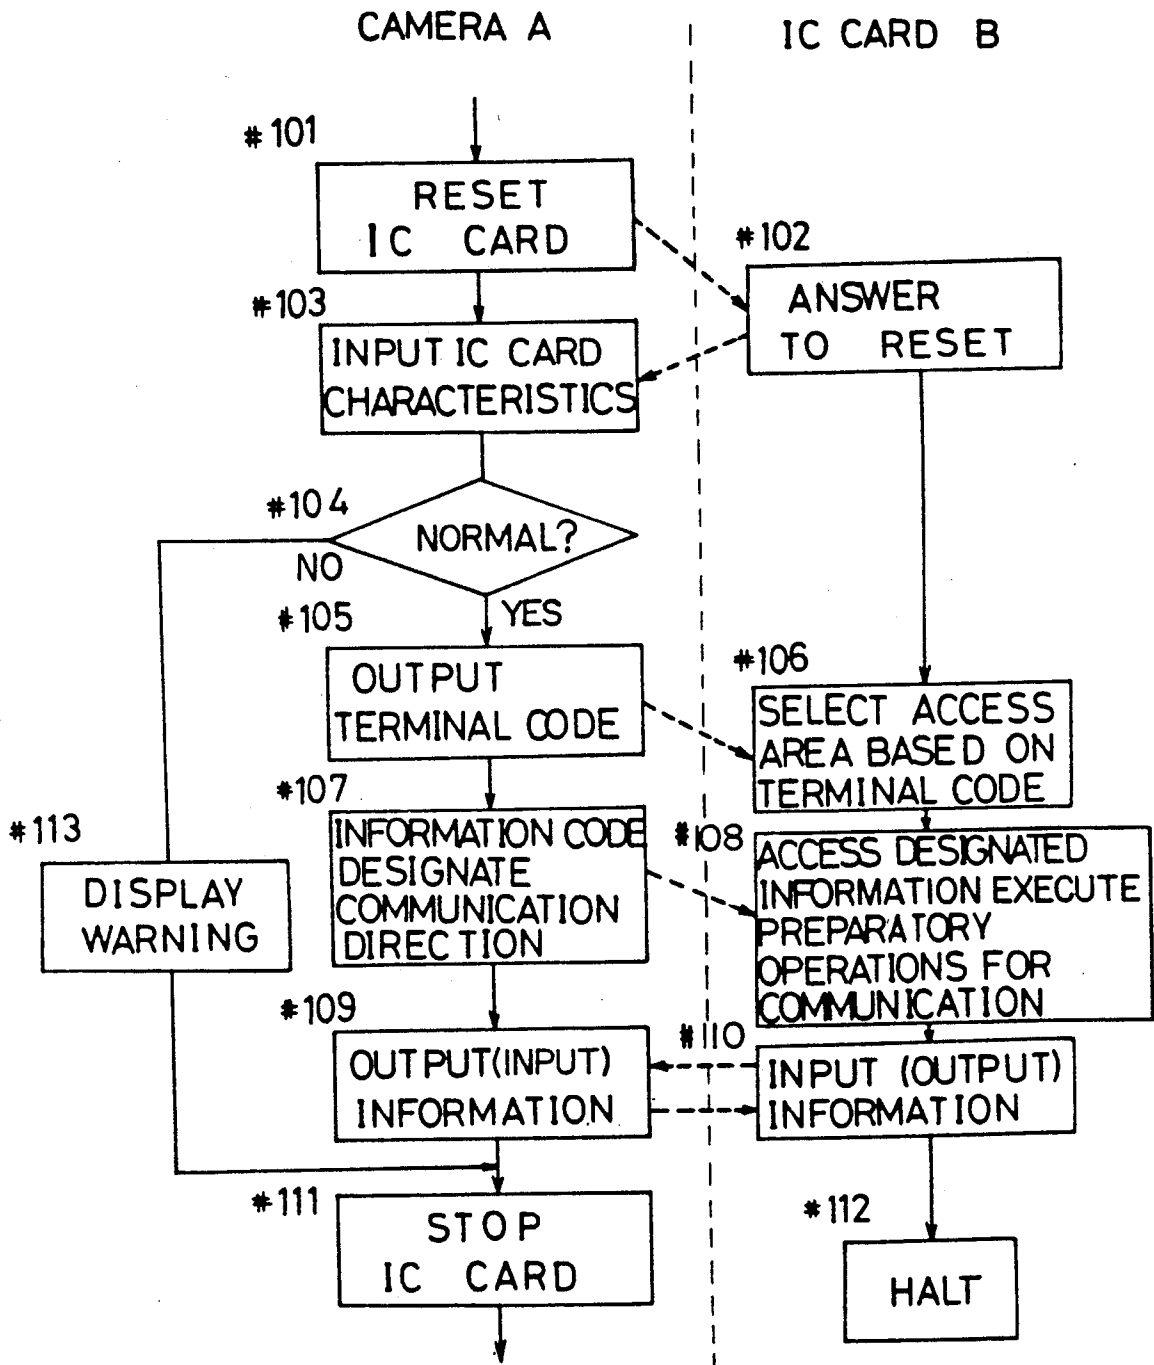 CAMERA A
IC CARD B
#101
RESET
IC CARD
#102
ANSWER
TO RESET
#103
INPUT IC CARD
CHARACTERISTICS
#104
NORMAL?
NO
YES
#105
OUTPUT
TERMINAL CODE
#106
SELECT ACCESS
AREA BASED ON
TERMINAL CODE
#107
INFORMATION CODE
DESIGNATE
COMMUNICATION
DIRECTION
#108
ACCESS DESIGNATED
INFORMATION EXECUTE
PREPARATORY
OPERATIONS FOR
COMMUNICATION
#113
DISPLAY
WARNING
#109
OUTPUT(INPUT)
INFORMATION
#110
INPUT (OUTPUT)
INFORMATION
#111
STOP
IC CARD
#112
HALT